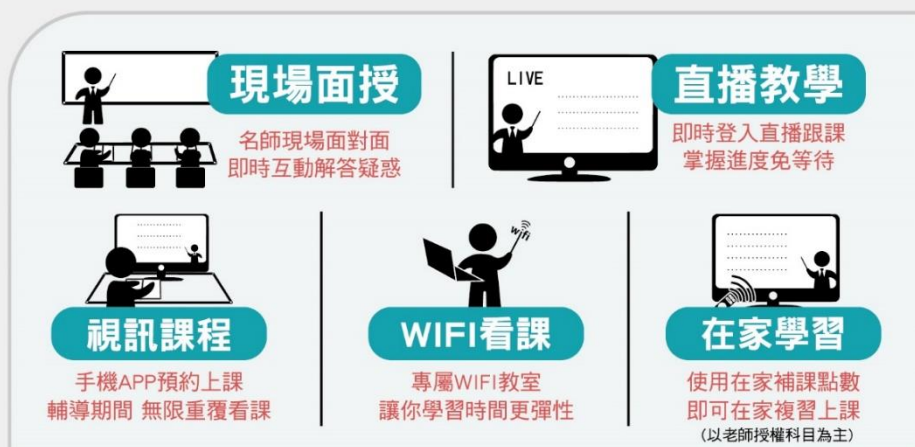 現場面授
名師現場面對面
即時互動解答疑惑
LIVE
直播教學
即時登入直播跟課
掌握進度免等待
視訊課程
手機APP預約上課
輔導期間 無限重覆看課
wifi
WIFI看課
專屬WIFI教室
讓你學習時間更彈性
在家學習
使用在家補課點數
即可在家複習上課
(以老師授權科目為主)